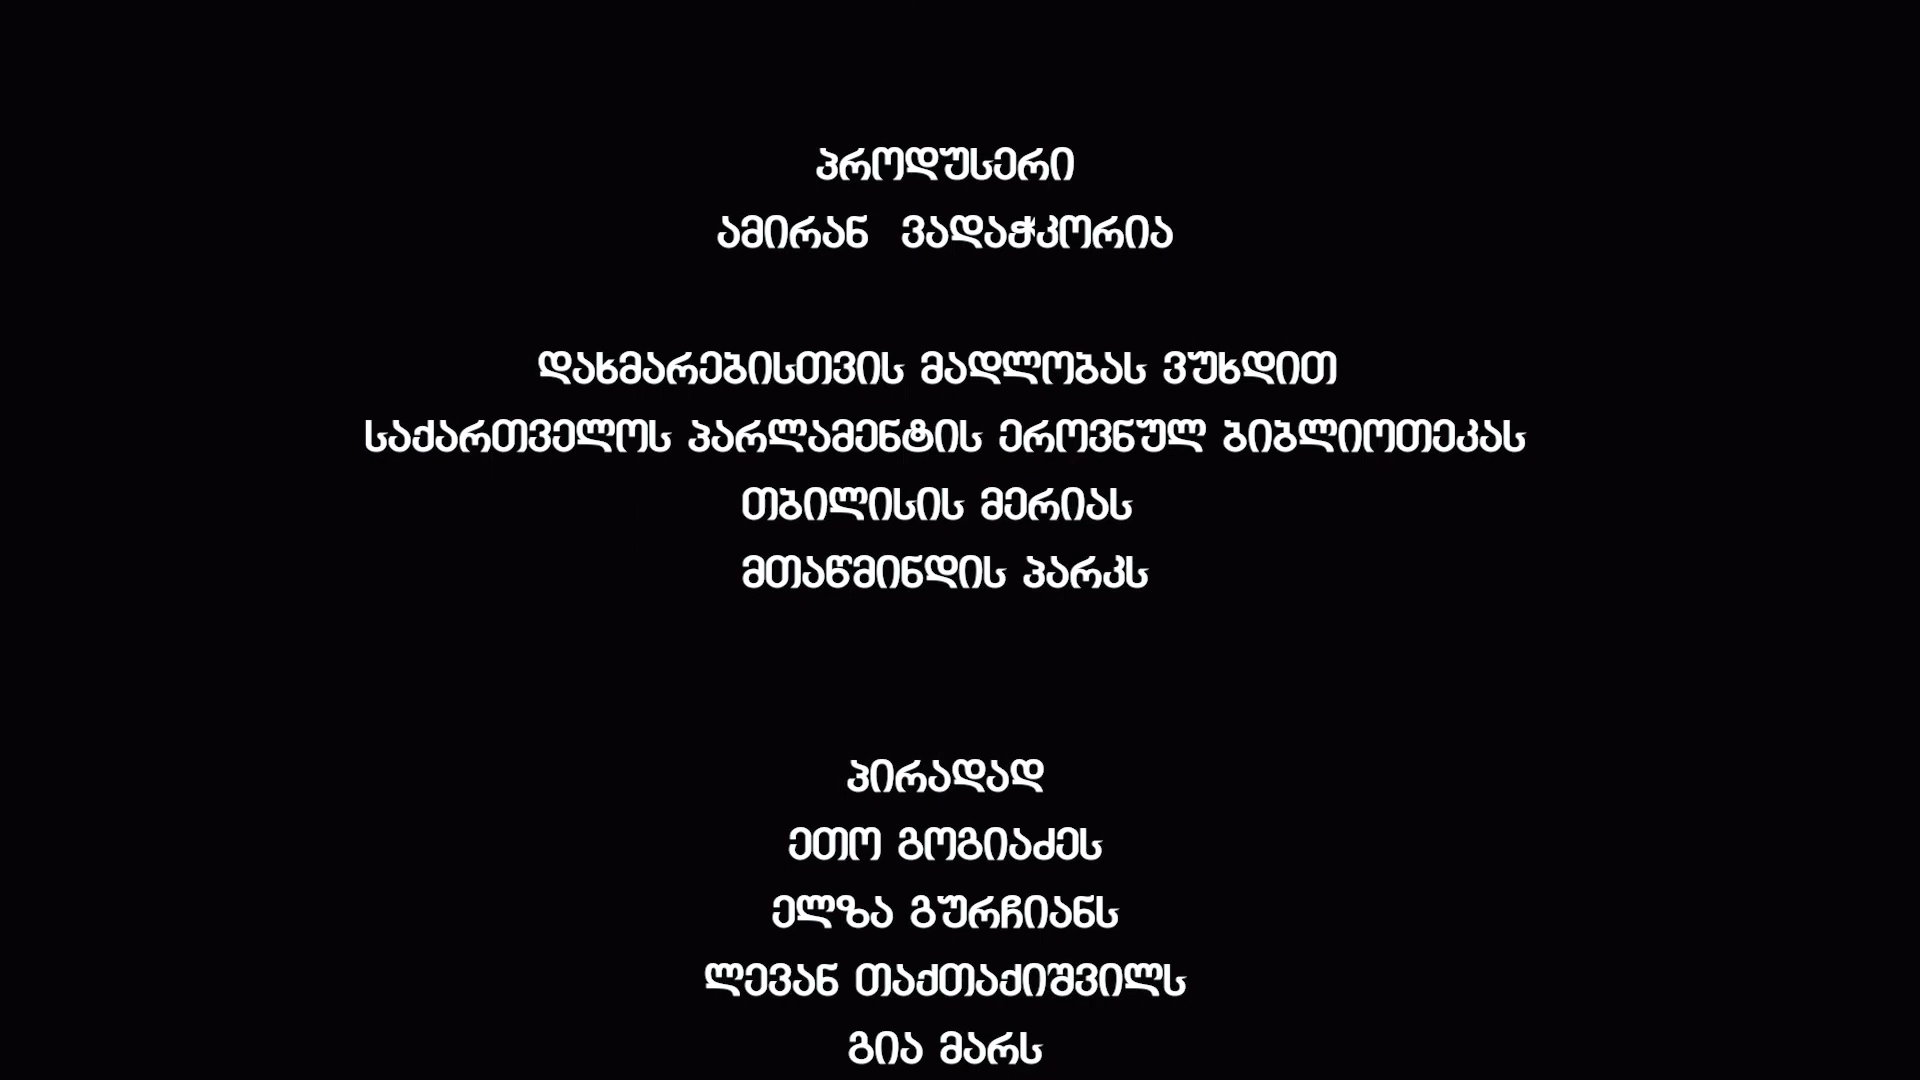 პროდუსერი
ამირან ვადაჭკორია
დახმარებისთვის მადლობას ვუხდით
საქართველოს პარლამენტის ეროვნულ ბიბლიოთეკას
თბილისის მერიას
მთაწმინდის პარკს
პირადად
ეთო გოგიაძეს
ელზა გურჩიანს
ლევან თაქთაქიშვილს
გია მარს